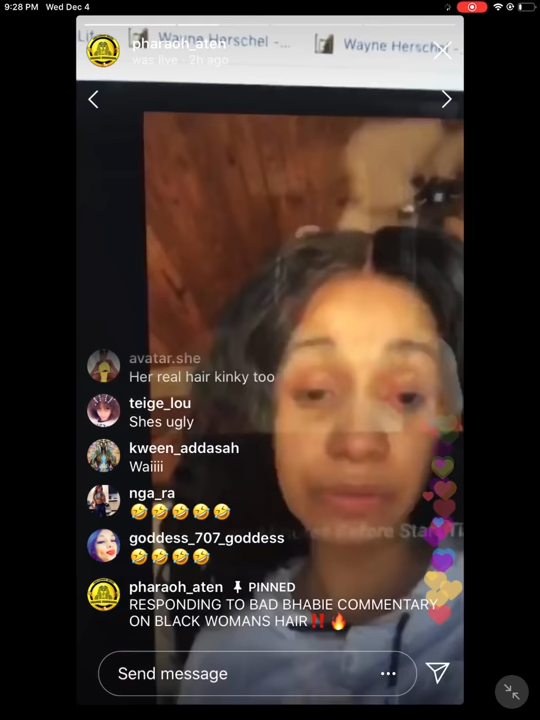 9:28 PM Wed Dec 4
Wayne Herschel -...
Wayne Herschel -...
pharaoh_aten
was live · 2h ago
avatar.she
Her real hair kinky too
teige_lou
Shes ugly
kween_addasah
Waiiii
nga_ra
🤣🤣🤣🤣🤣
goddess_707_goddess
🤣🤣🤣🤣
Before Start
pharaoh_aten PINNED
RESPONDING TO BAD BHABIE COMMENTARY
ON BLACK WOMANS HAIR‼️🔥
Send message